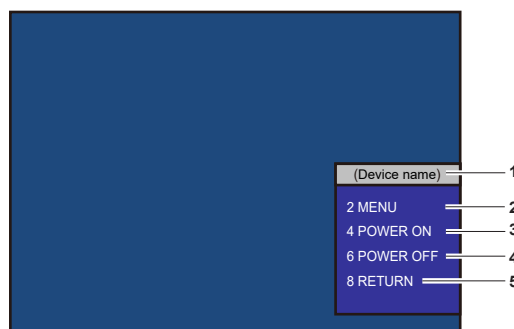 (Device name) 1
2 MENU 2
4 POWER ON 3
6 POWER OFF 4
8 RETURN 5